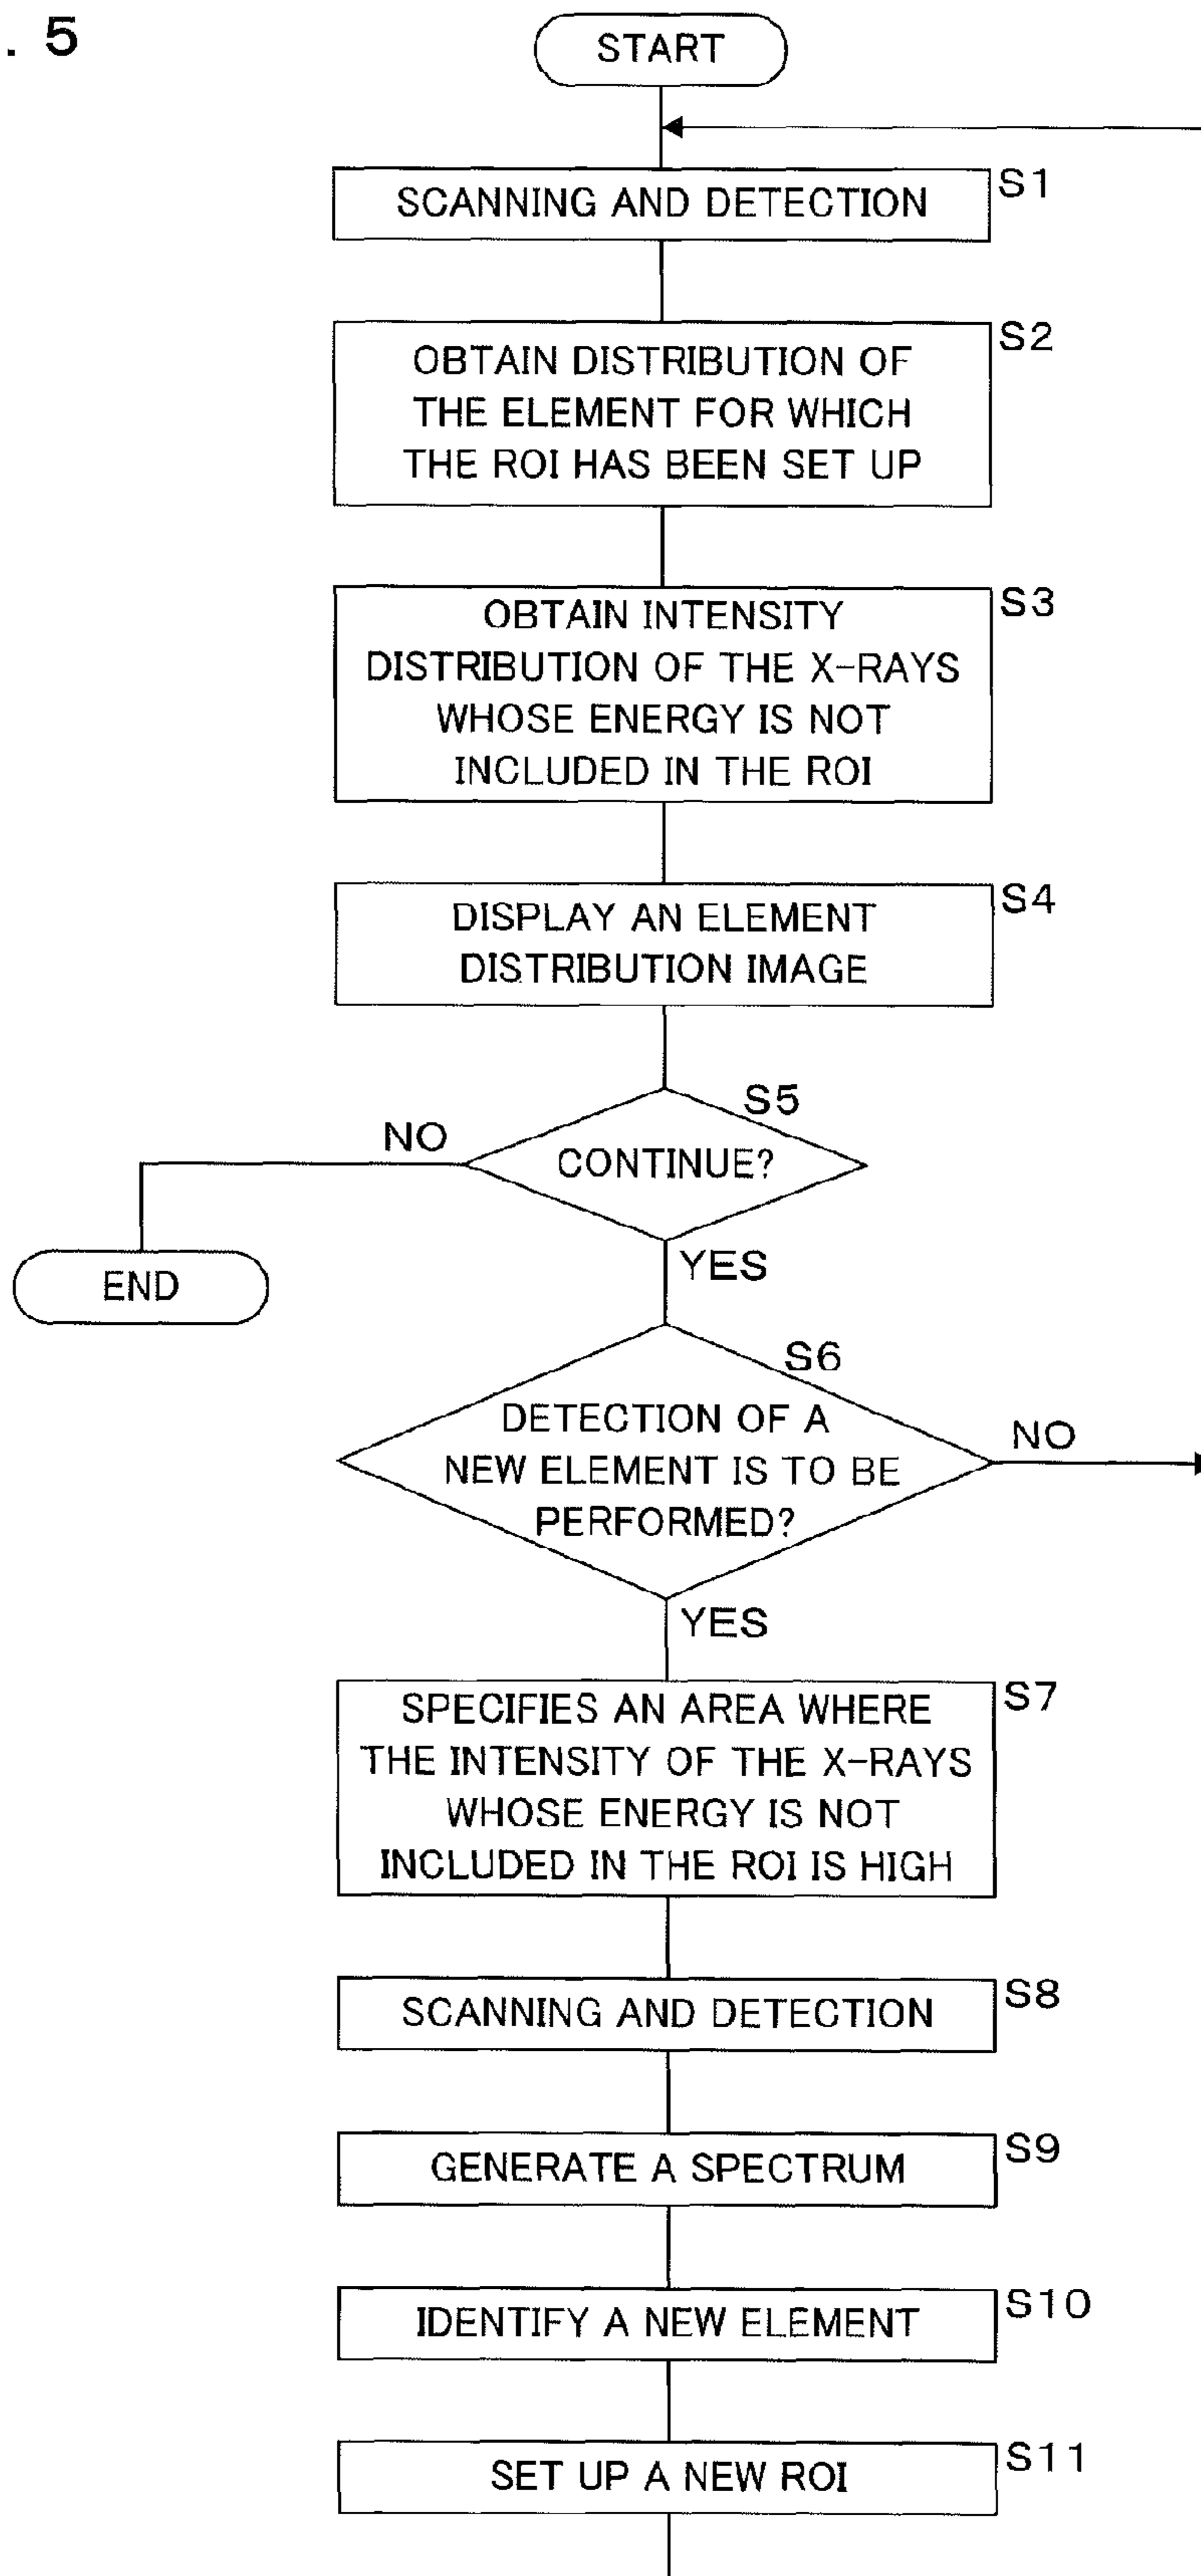 . 5
START
SCANNING AND DETECTION
S1
OBTAIN DISTRIBUTION OF
THE ELEMENT FOR WHICH
THE ROI HAS BEEN SET UP
S2
OBTAIN INTENSITY
DISTRIBUTION OF THE X-RAYS
WHOSE ENERGY IS NOT
INCLUDED IN THE ROI
S3
DISPLAY AN ELEMENT
DISTRIBUTION IMAGE
S4
S5
NO
CONTINUE?
END
YES
S6
DETECTION OF A
NEW ELEMENT IS TO BE
PERFORMED?
NO
YES
SPECIFIES AN AREA WHERE
THE INTENSITY OF THE X-RAYS
WHOSE ENERGY IS NOT
INCLUDED IN THE ROI IS HIGH
S7
SCANNING AND DETECTION
S8
GENERATE A SPECTRUM
S9
IDENTIFY A NEW ELEMENT
S10
SET UP A NEW ROI
S11